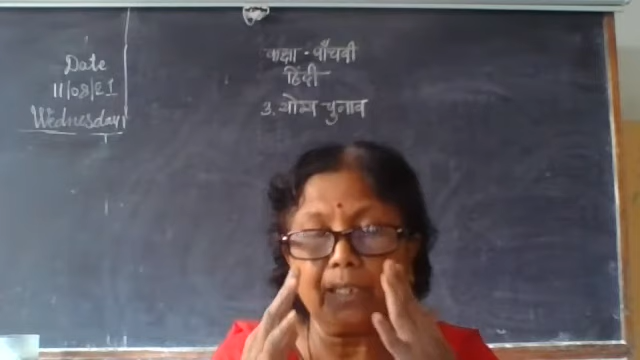 Date
11/08/21
Wednesday
कक्षा - पाँचवी
हिंदी
3. योग्य चुनाव